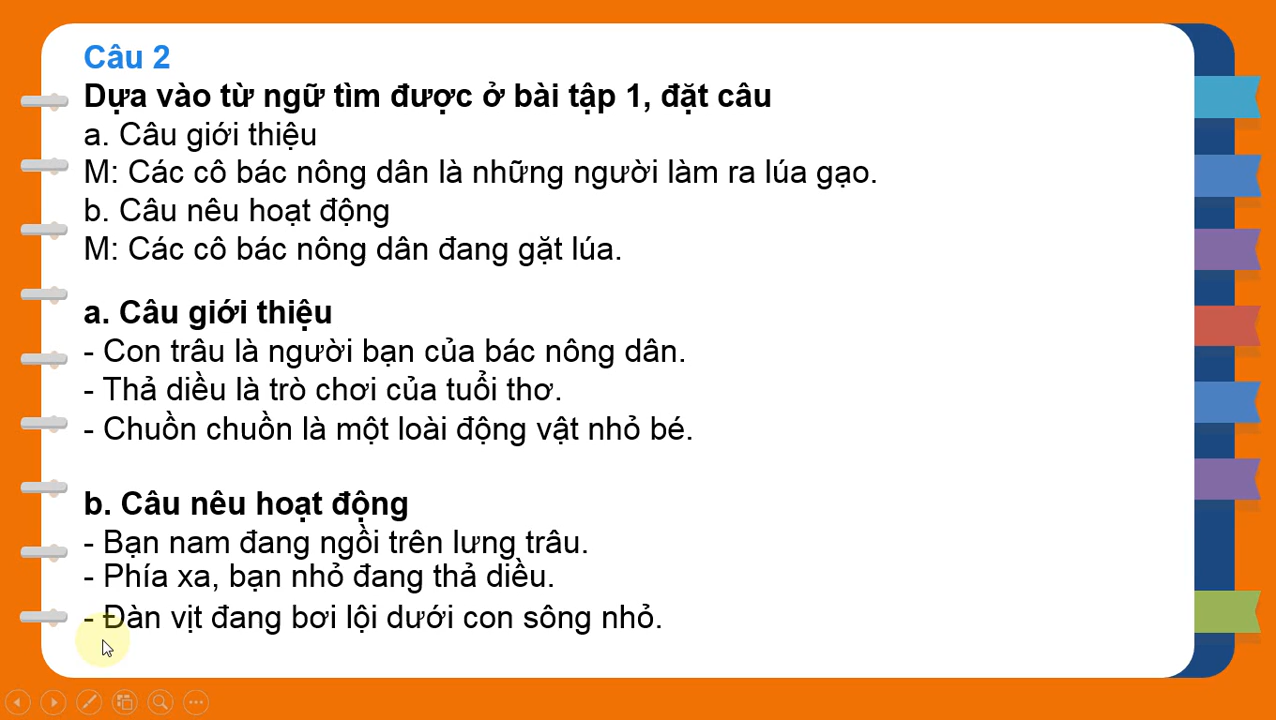 Câu 2
Dựa vào từ ngữ tìm được ở bài tập 1, đặt câu
a. Câu giới thiệu
M: Các cô bác nông dân là những người làm ra lúa gạo.
b. Câu nêu hoạt động
M: Các cô bác nông dân đang gặt lúa.
a. Câu giới thiệu
- Con trâu là người bạn của bác nông dân.
- Thả diều là trò chơi của tuổi thơ.
- Chuồn chuồn là một loài động vật nhỏ bé.
b. Câu nêu hoạt động
- Bạn nam đang ngồi trên lưng trâu.
- Phía xa, bạn nhỏ đang thả diều.
- Đàn vịt đang bơi lội dưới con sông nhỏ.